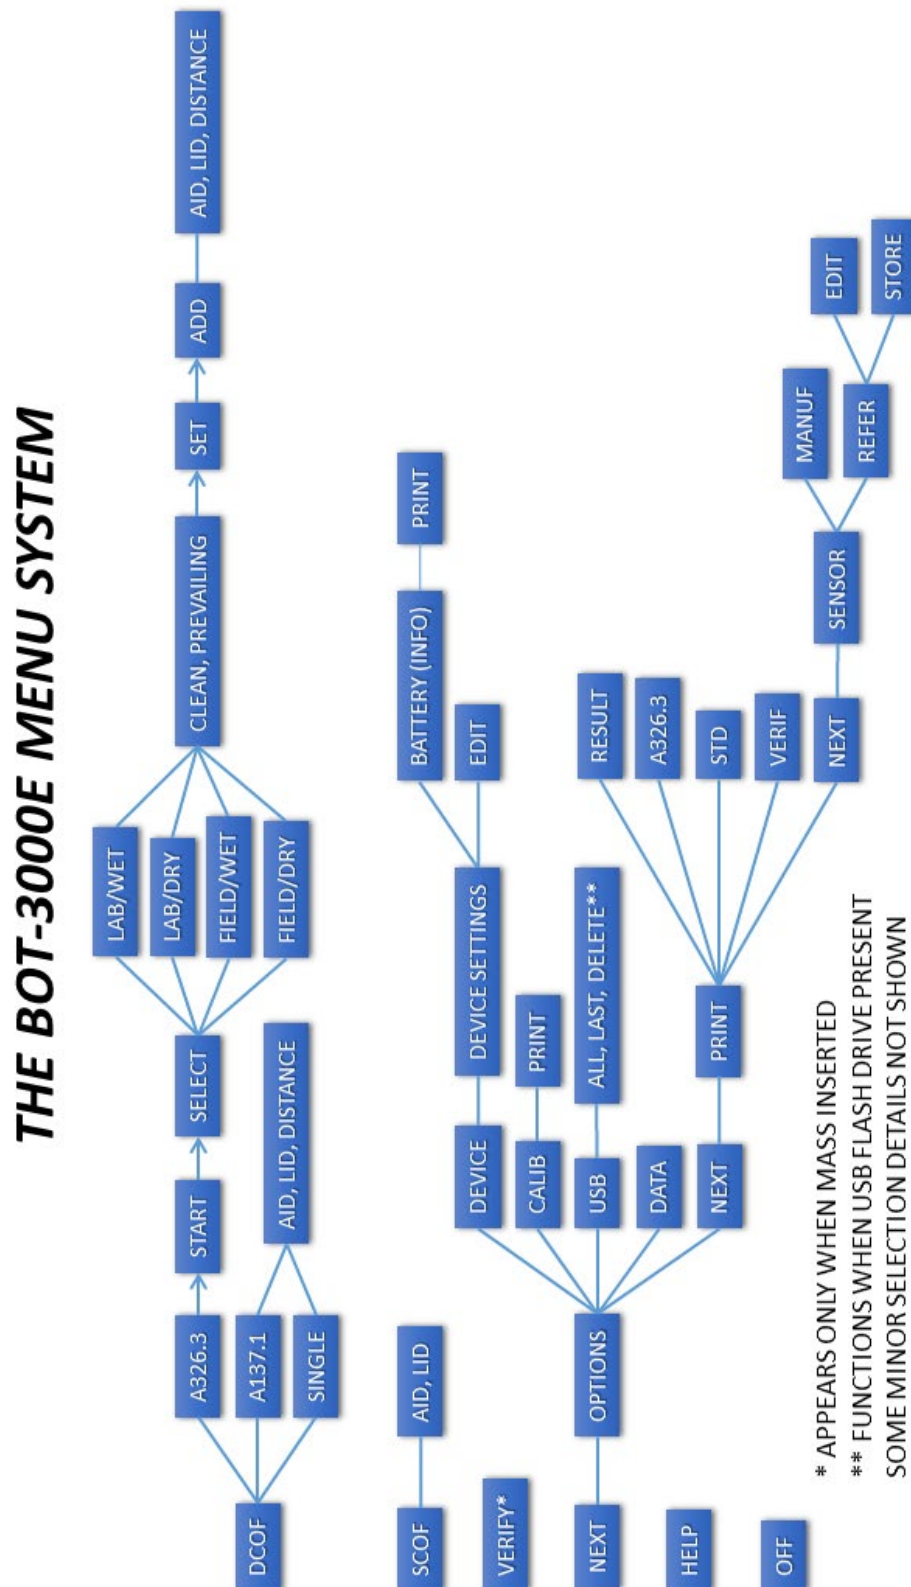 THE BOT-3000E MENU SYSTEM
DCOF
A326.3
START
SELECT
LAB/WET
LAB/DRY
FIELD/WET
FIELD/DRY
CLEAN, PREVAILING
SET
ADD
AID, LID, DISTANCE
A137.1
SINGLE
AID, LID, DISTANCE
SCOF
AID, LID
VERIFY*
NEXT
OPTIONS
DEVICE
DEVICE SETTINGS
BATTERY (INFO)
PRINT
EDIT
CALIB
PRINT
USB
ALL, LAST, DELETE**
DATA
NEXT
PRINT
RESULT
A326.3
STD
VERIF
NEXT
SENSOR
MANUF
REFER
EDIT
STORE
HELP
OFF
* APPEARS ONLY WHEN MASS INSERTED
** FUNCTIONS WHEN USB FLASH DRIVE PRESENT
SOME MINOR SELECTION DETAILS NOT SHOWN